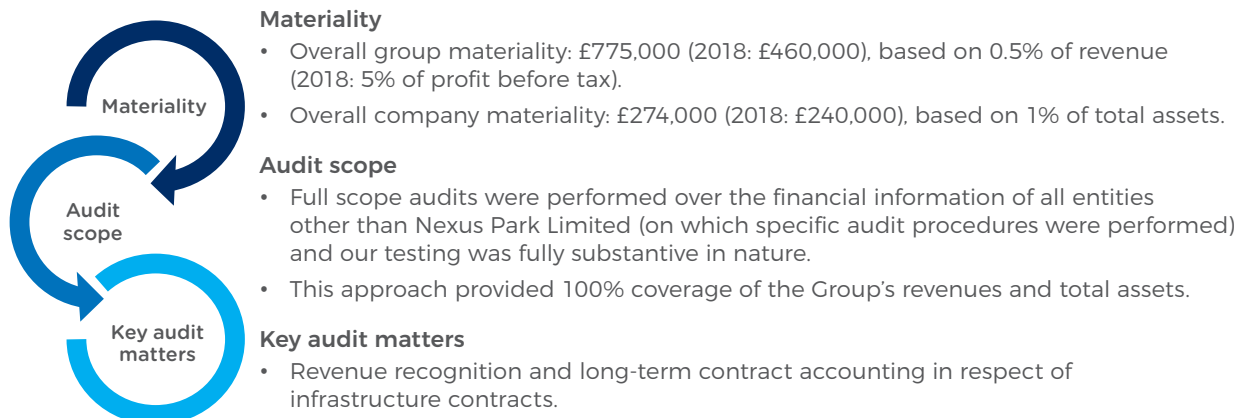 Materiality
• Overall group materiality: £775,000 (2018: £460,000), based on 0.5% of revenue
(2018: 5% of profit before tax).
• Overall company materiality: £274,000 (2018: £240,000), based on 1% of total assets.
Materiality
Audit scope
• Full scope audits were performed over the financial information of all entities
other than Nexus Park Limited (on which specific audit procedures were performed)
and our testing was fully substantive in nature.
• This approach provided 100% coverage of the Group’s revenues and total assets.
Audit
scope
Key audit matters
• Revenue recognition and long-term contract accounting in respect of
infrastructure contracts.
Key audit
matters